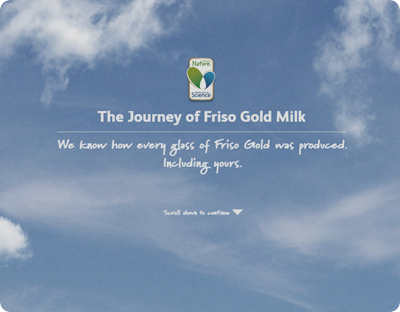 Nature
Science
The Journey of Friso Gold Milk
We know how every glass of Friso Gold was produced.
Including yours.
Scroll down to continue